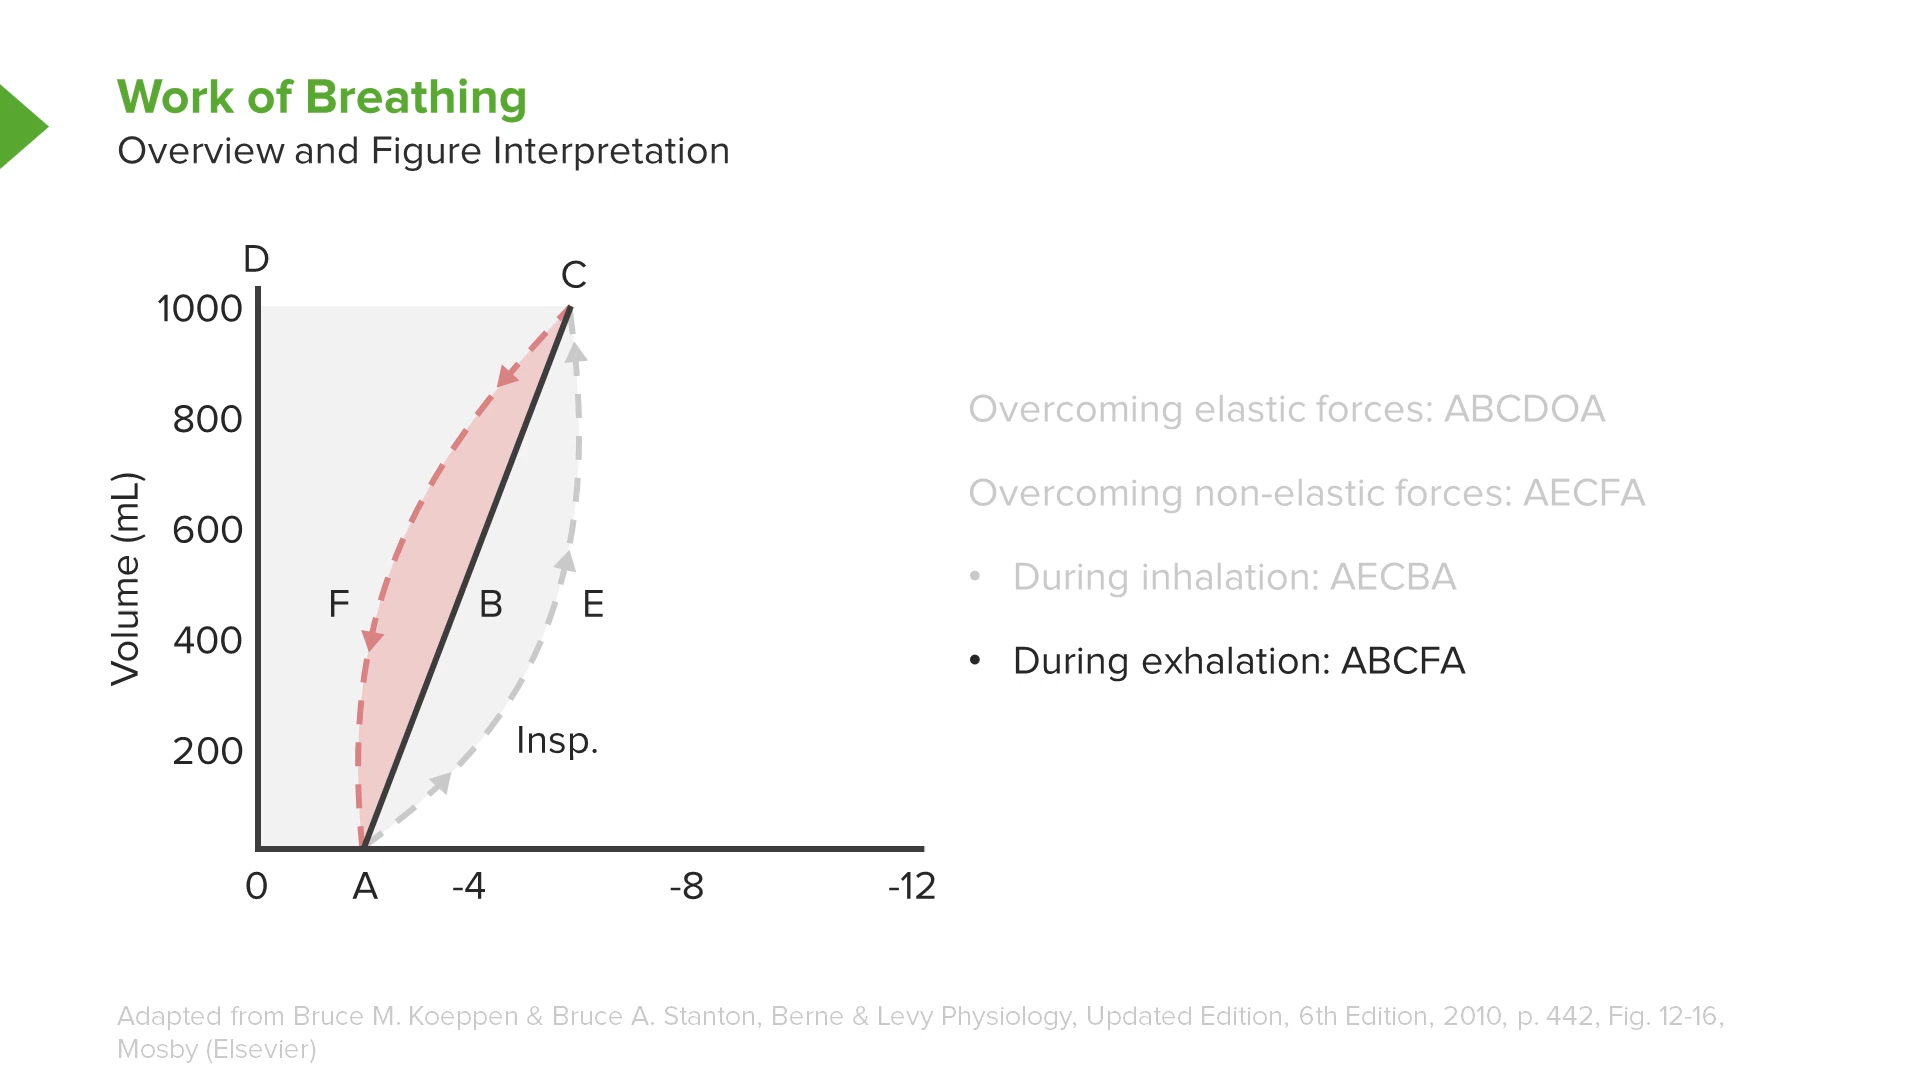 Work of Breathing
Overview and Figure Interpretation
D
C
1000
800
600
400
200
Volume (mL)
F
B
E
Insp.
0
A
-4
-8
-12
Overcoming elastic forces: ABCDOA
Overcoming non-elastic forces: AECFA
• During inhalation: AECBA
• During exhalation: ABCFA
Adapted from Bruce M. Koeppen & Bruce A. Stanton, Berne & Levy Physiology, Updated Edition, 6th Edition, 2010, p. 442, Fig. 12-16,
Mosby (Elsevier)